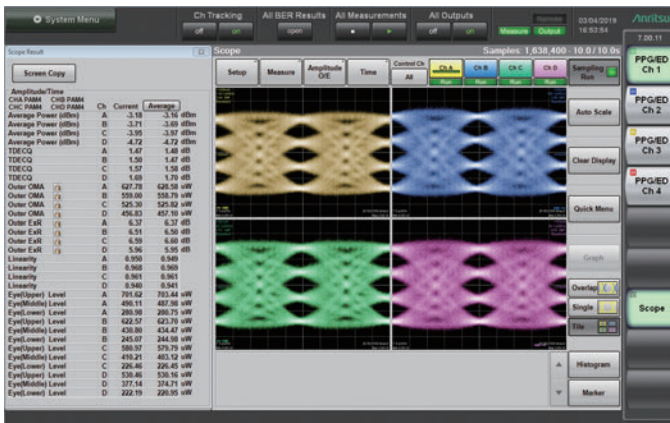 System Menu
Ch Tracking
off on
All BER Results
open
All Measurements
All Outputs
off on
Measure Output
03/04/2019
16:53:54
Anritsu
7.00.11
Scope Result
Screen Copy
Amplitude/Time
CHA PAM4 CHB PAM4
CHC PAM4 CHD PAM4 Ch Current Average
Average Power (dBm) A -3.18 -3.16 dBm
Average Power (dBm) B -3.71 -3.69 dBm
Average Power (dBm) C -3.95 -3.97 dBm
Average Power (dBm) D -4.72 -4.72 dBm
TDECQ A 1.47 1.48 dB
TDECQ B 1.50 1.47 dB
TDECQ C 1.57 1.58 dB
TDECQ D 1.69 1.70 dB
Outer OMA A 627.78 628.58 uW
Outer OMA B 559.00 558.79 uW
Outer OMA C 525.30 525.82 uW
Outer OMA D 456.83 457.10 uW
Outer ExR A 6.37 6.37 dB
Outer ExR B 6.51 6.50 dB
Outer ExR C 6.59 6.60 dB
Outer ExR D 5.96 5.95 dB
Linearity A 0.950 0.949
Linearity B 0.968 0.969
Linearity C 0.961 0.961
Linearity D 0.940 0.941
Eye(Upper) Level A 701.62 703.44 uW
Eye(Middle) Level A 490.11 487.98 uW
Eye(Lower) Level A 280.98 280.75 uW
Eye(Upper) Level B 622.57 623.70 uW
Eye(Middle) Level B 430.80 434.47 uW
Eye(Lower) Level B 245.07 244.98 uW
Eye(Upper) Level C 580.97 579.79 uW
Eye(Middle) Level C 410.21 403.12 uW
Eye(Lower) Level C 226.46 226.45 uW
Eye(Upper) Level D 530.46 530.16 uW
Eye(Middle) Level D 377.14 374.71 uW
Eye(Lower) Level D 222.19 220.95 uW
Scope
Samples: 1,638,400 - 10.0 / 10.0s
Setup
Measure
Amplitude
O/E
Time
Control Ch
All
Ch A
Run
Ch B
Run
Ch C
Run
Ch D
Run
Sampling
Run
Auto Scale
Clear Display
Quick Menu
Graph
Overlap
Single
Tile
Histogram
Marker
PPG/ED
Ch 1
PPG/ED
Ch 2
PPG/ED
Ch 3
PPG/ED
Ch 4
Scope